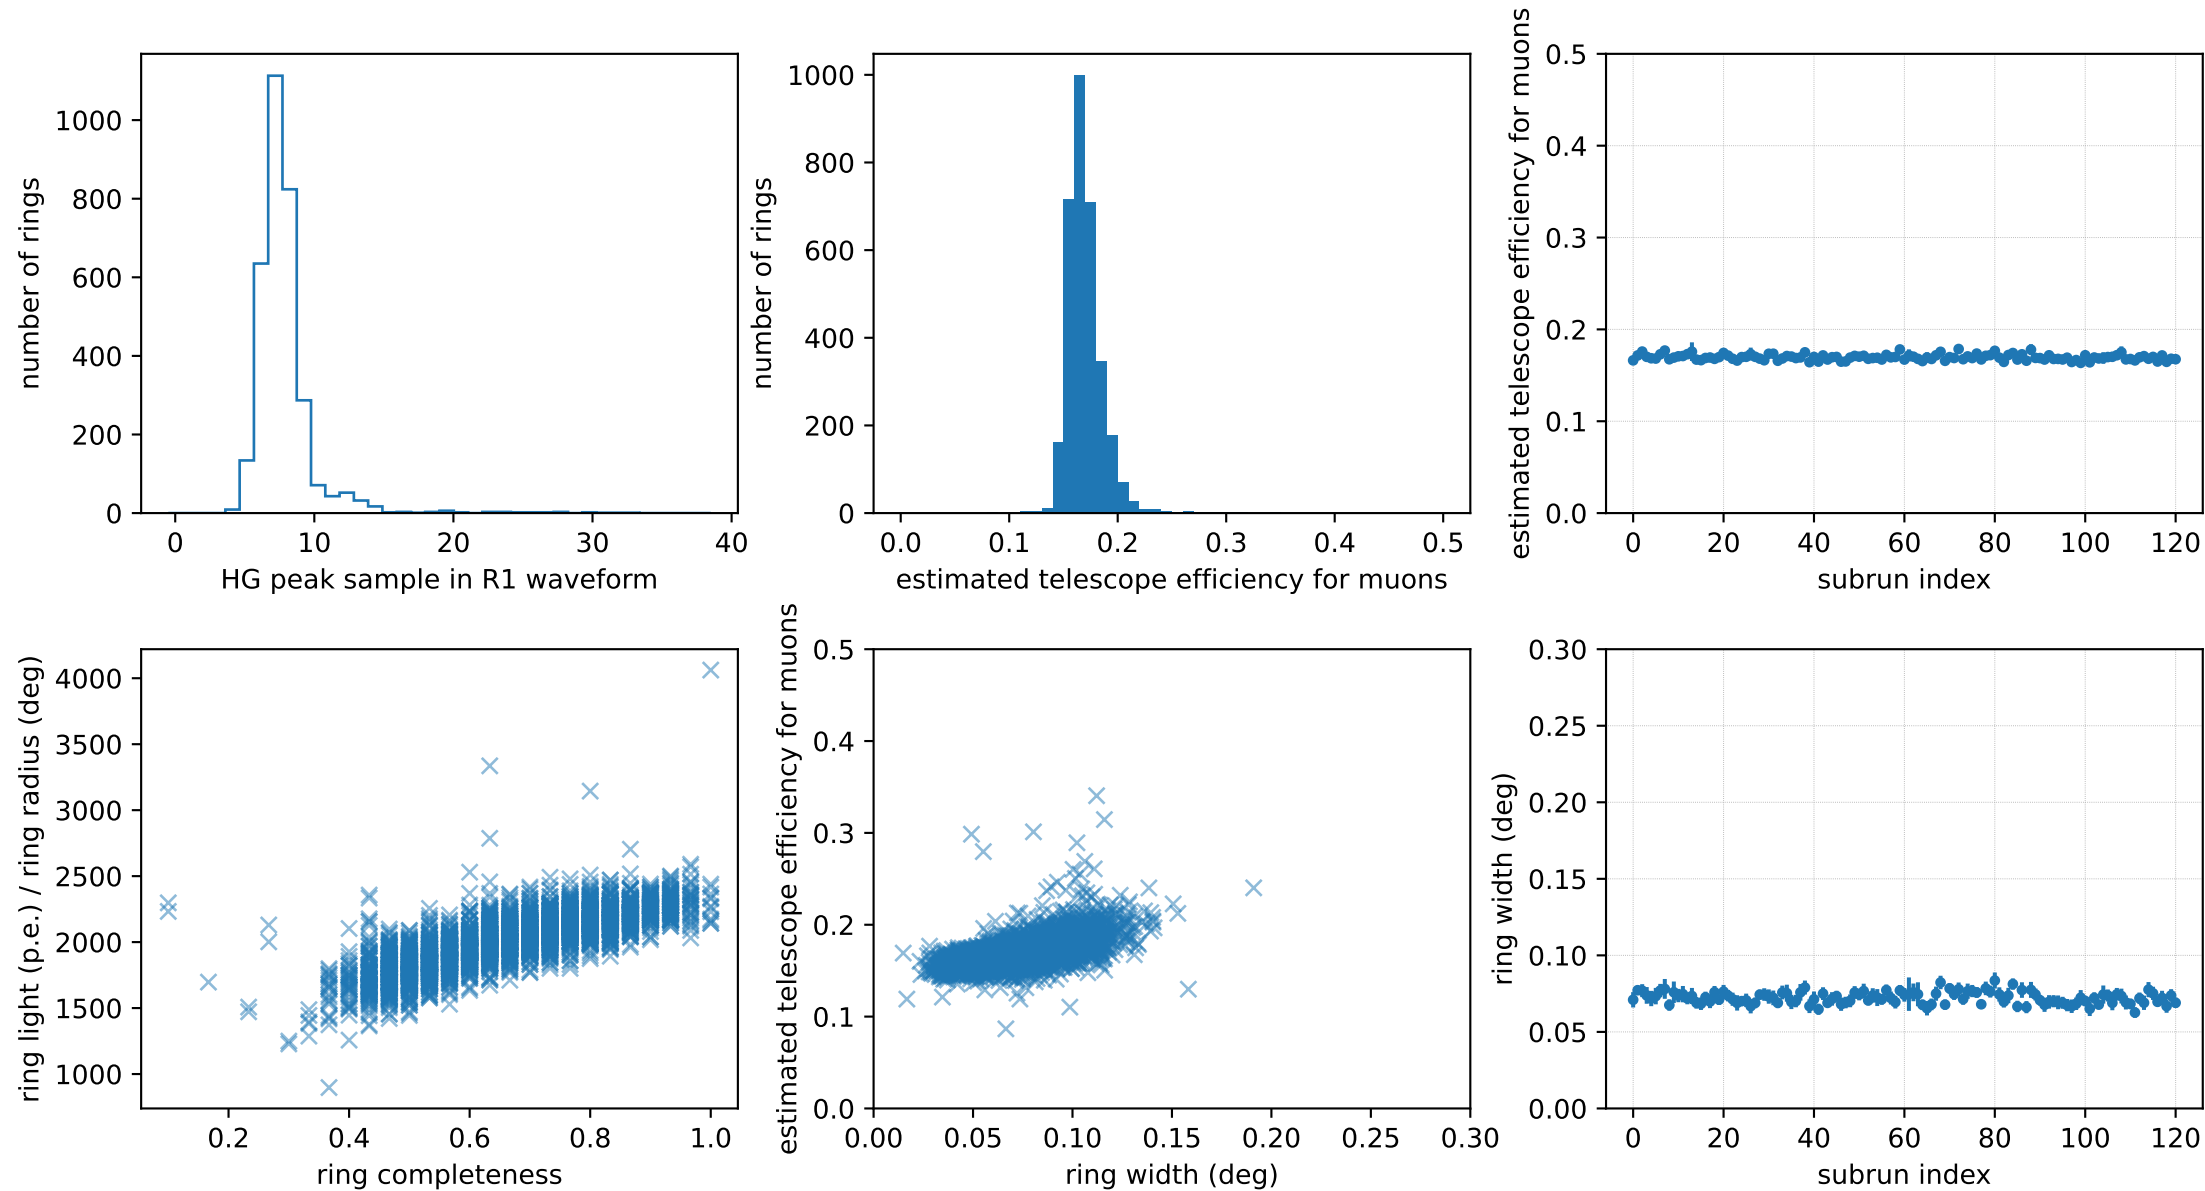 number of rings
1000
800
600
400
200
0
0 10 20 30 40
HG peak sample in R1 waveform
number of rings
1000
800
600
400
200
0
0.0 0.1 0.2 0.3 0.4 0.5
estimated telescope efficiency for muons
estimated telescope efficiency for muons
0.5
0.4
0.3
0.2
0.1
0.0
0 20 40 60 80 100 120
subrun index
ring light (p.e.) / ring radius (deg)
4000
3500
3000
2500
2000
1500
1000
0.2 0.4 0.6 0.8 1.0
ring completeness
estimated telescope efficiency for muons
0.5
0.4
0.3
0.2
0.1
0.0
0.00 0.05 0.10 0.15 0.20 0.25 0.30
ring width (deg)
ring width (deg)
0.30
0.25
0.20
0.15
0.10
0.05
0.00
0 20 40 60 80 100 120
subrun index